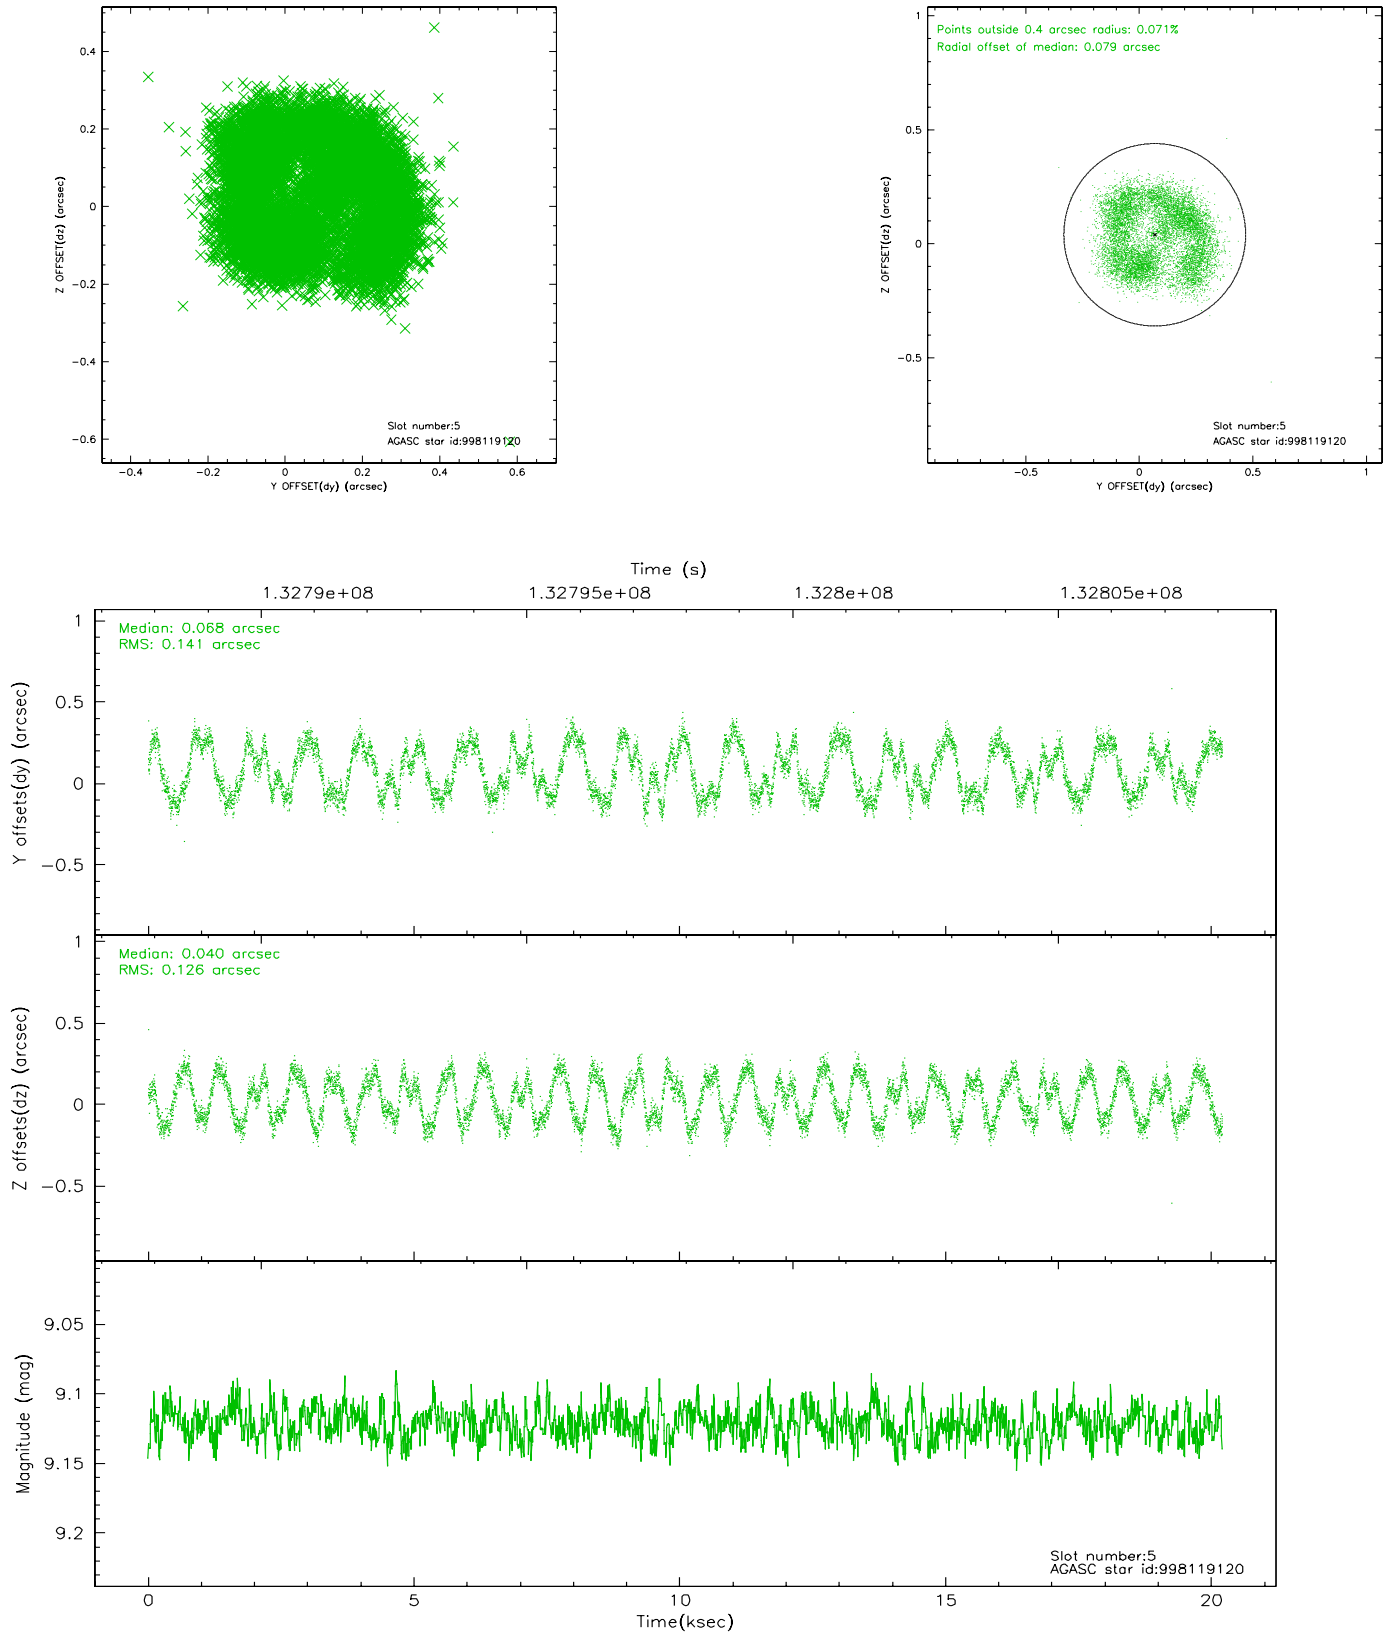 0.4
0.2
0
−0.2
−0.4
−0.6
Z OFFSET(dz) (arcsec)
−0.4 −0.2 0 0.2 0.4 0.6
Y OFFSET(dy) (arcsec)
Slot number:5
AGASC star id:998119120
Points outside 0.4 arcsec radius: 0.071%
Radial offset of median: 0.079 arcsec
1
0.5
0
−0.5
Z OFFSET(dz) (arcsec)
−0.5 0 0.5 1
Y OFFSET(dy) (arcsec)
Slot number:5
AGASC star id:998119120
Time (s)
1.3279e+08 1.32795e+08 1.328e+08 1.32805e+08
Median: 0.068 arcsec
RMS: 0.141 arcsec
1
0.5
0
−0.5
Y offsets(dy) (arcsec)
Median: 0.040 arcsec
RMS: 0.126 arcsec
1
0.5
0
−0.5
Z offsets(dz) (arcsec)
9.05
9.1
9.15
9.2
Magnitude (mag)
Slot number:5
AGASC star id:998119120
0 5 10 15 20
Time(ksec)